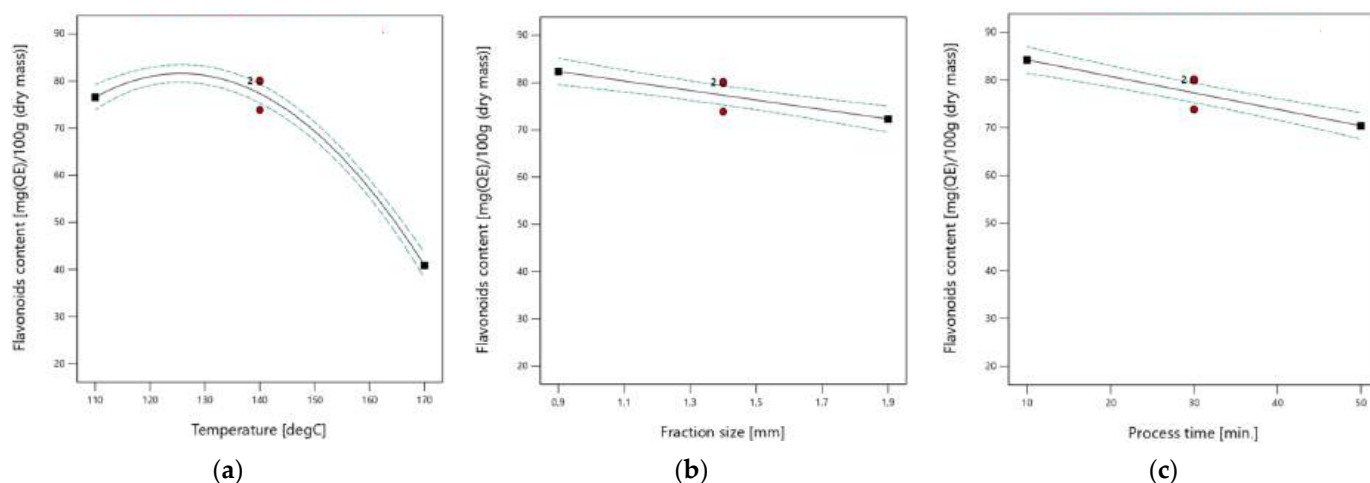 Flavonoids content [mg(QE)/100g (dry mass)]
90
80
70
60
50
40
30
20
2
110 120 130 140 150 160 170
Temperature [degC]
(a)
Flavonoids content [mg(QE)/100g (dry mass)]
90
80
70
60
50
40
30
20
2
0,9 1,1 1,3 1,5 1,7 1,9
Fraction size [mm]
(b)
Flavonoids content [mg(QE)/100g (dry mass)]
90
80
70
60
50
40
30
20
2
10 20 30 40 50
Process time [min.]
(c)